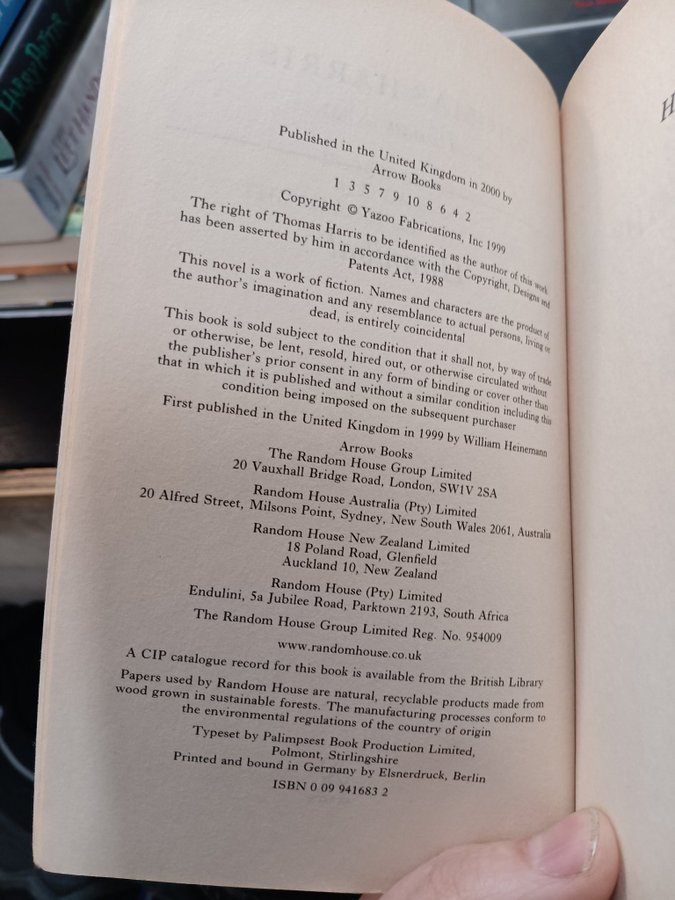 HARRY POTTER
Published in the United Kingdom in 2000 by
Arrow Books
1 3 5 7 9 10 8 6 4 2
Copyright © Yazoo Fabrications, Inc 1999
The right of Thomas Harris to be identified as the author of this work
has been asserted by him in accordance with the Copyright, Designs and
Patents Act, 1988
This novel is a work of fiction. Names and characters are the product of
the author's imagination and any resemblance to actual persons, living or
dead, is entirely coincidental
This book is sold subject to the condition that it shall not, by way of trade
or otherwise, be lent, resold, hired out, or otherwise circulated without
the publisher's prior consent in any form of binding or cover other than
that in which it is published and without a similar condition including this
condition being imposed on the subsequent purchaser
First published in the United Kingdom in 1999 by William Heinemann
Arrow Books
The Random House Group Limited
20 Vauxhall Bridge Road, London, SW1V 2SA
Random House Australia (Pty) Limited
20 Alfred Street, Milsons Point, Sydney, New South Wales 2061, Australia
Random House New Zealand Limited
18 Poland Road, Glenfield
Auckland 10, New Zealand
Random House (Pty) Limited
Endulini, 5a Jubilee Road, Parktown 2193, South Africa
The Random House Group Limited Reg. No. 954009
www.randomhouse.co.uk
A CIP catalogue record for this book is available from the British Library
Papers used by Random House are natural, recyclable products made from
wood grown in sustainable forests. The manufacturing processes conform to
the environmental regulations of the country of origin
Typeset by Palimpsest Book Production Limited,
Polmont, Stirlingshire
Printed and bound in Germany by Elsnerdruck, Berlin
ISBN 0 09 941683 2
H